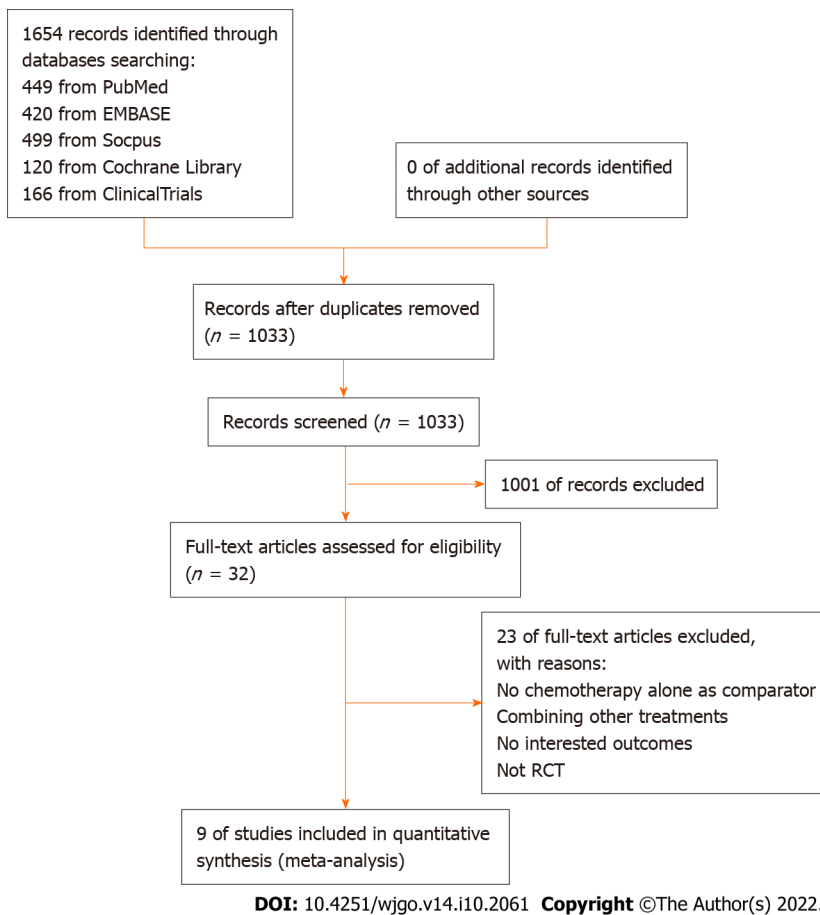 1654 records identified through
databases searching:
449 from PubMed
420 from EMBASE
499 from Socpus
120 from Cochrane Library
166 from ClinicalTrials
0 of additional records identified
through other sources
Records after duplicates removed
(n = 1033)
Records screened (n = 1033)
1001 of records excluded
Full-text articles assessed for eligibility
(n = 32)
23 of full-text articles excluded,
with reasons:
No chemotherapy alone as comparator
Combining other treatments
No interested outcomes
Not RCT
9 of studies included in quantitative
synthesis (meta-analysis)
DOI: 10.4251/wjgo.v14.i10.2061 Copyright ©The Author(s) 2022.